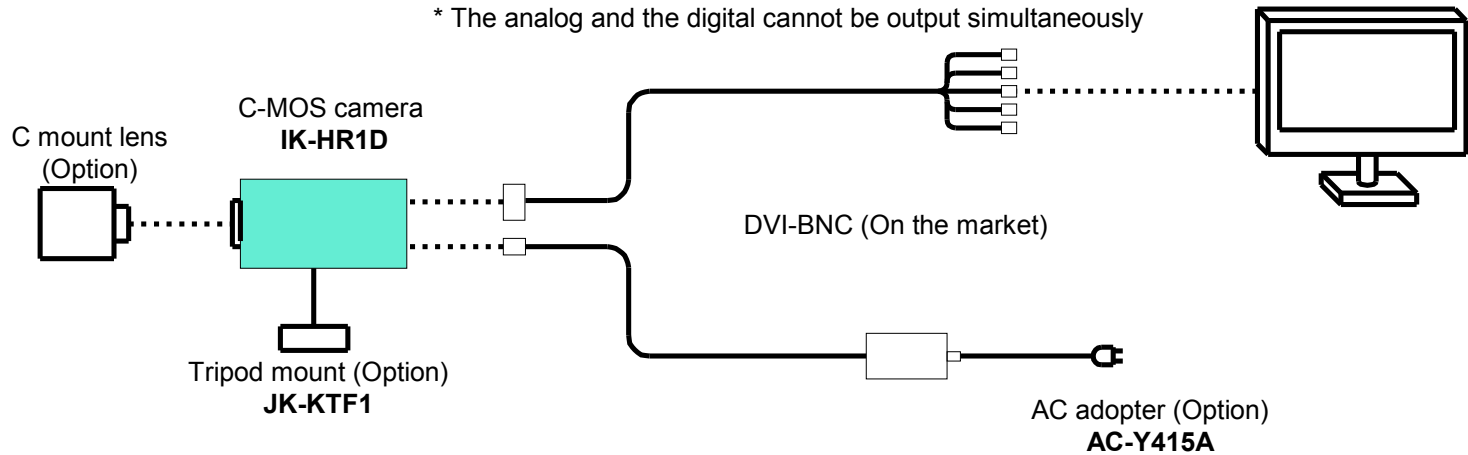 * The analog and the digital cannot be output simultaneously
C-MOS camera
IK-HR1D
C mount lens
(Option)
DVI-BNC (On the market)
Tripod mount (Option)
JK-KTF1
AC adopter (Option)
AC-Y415A